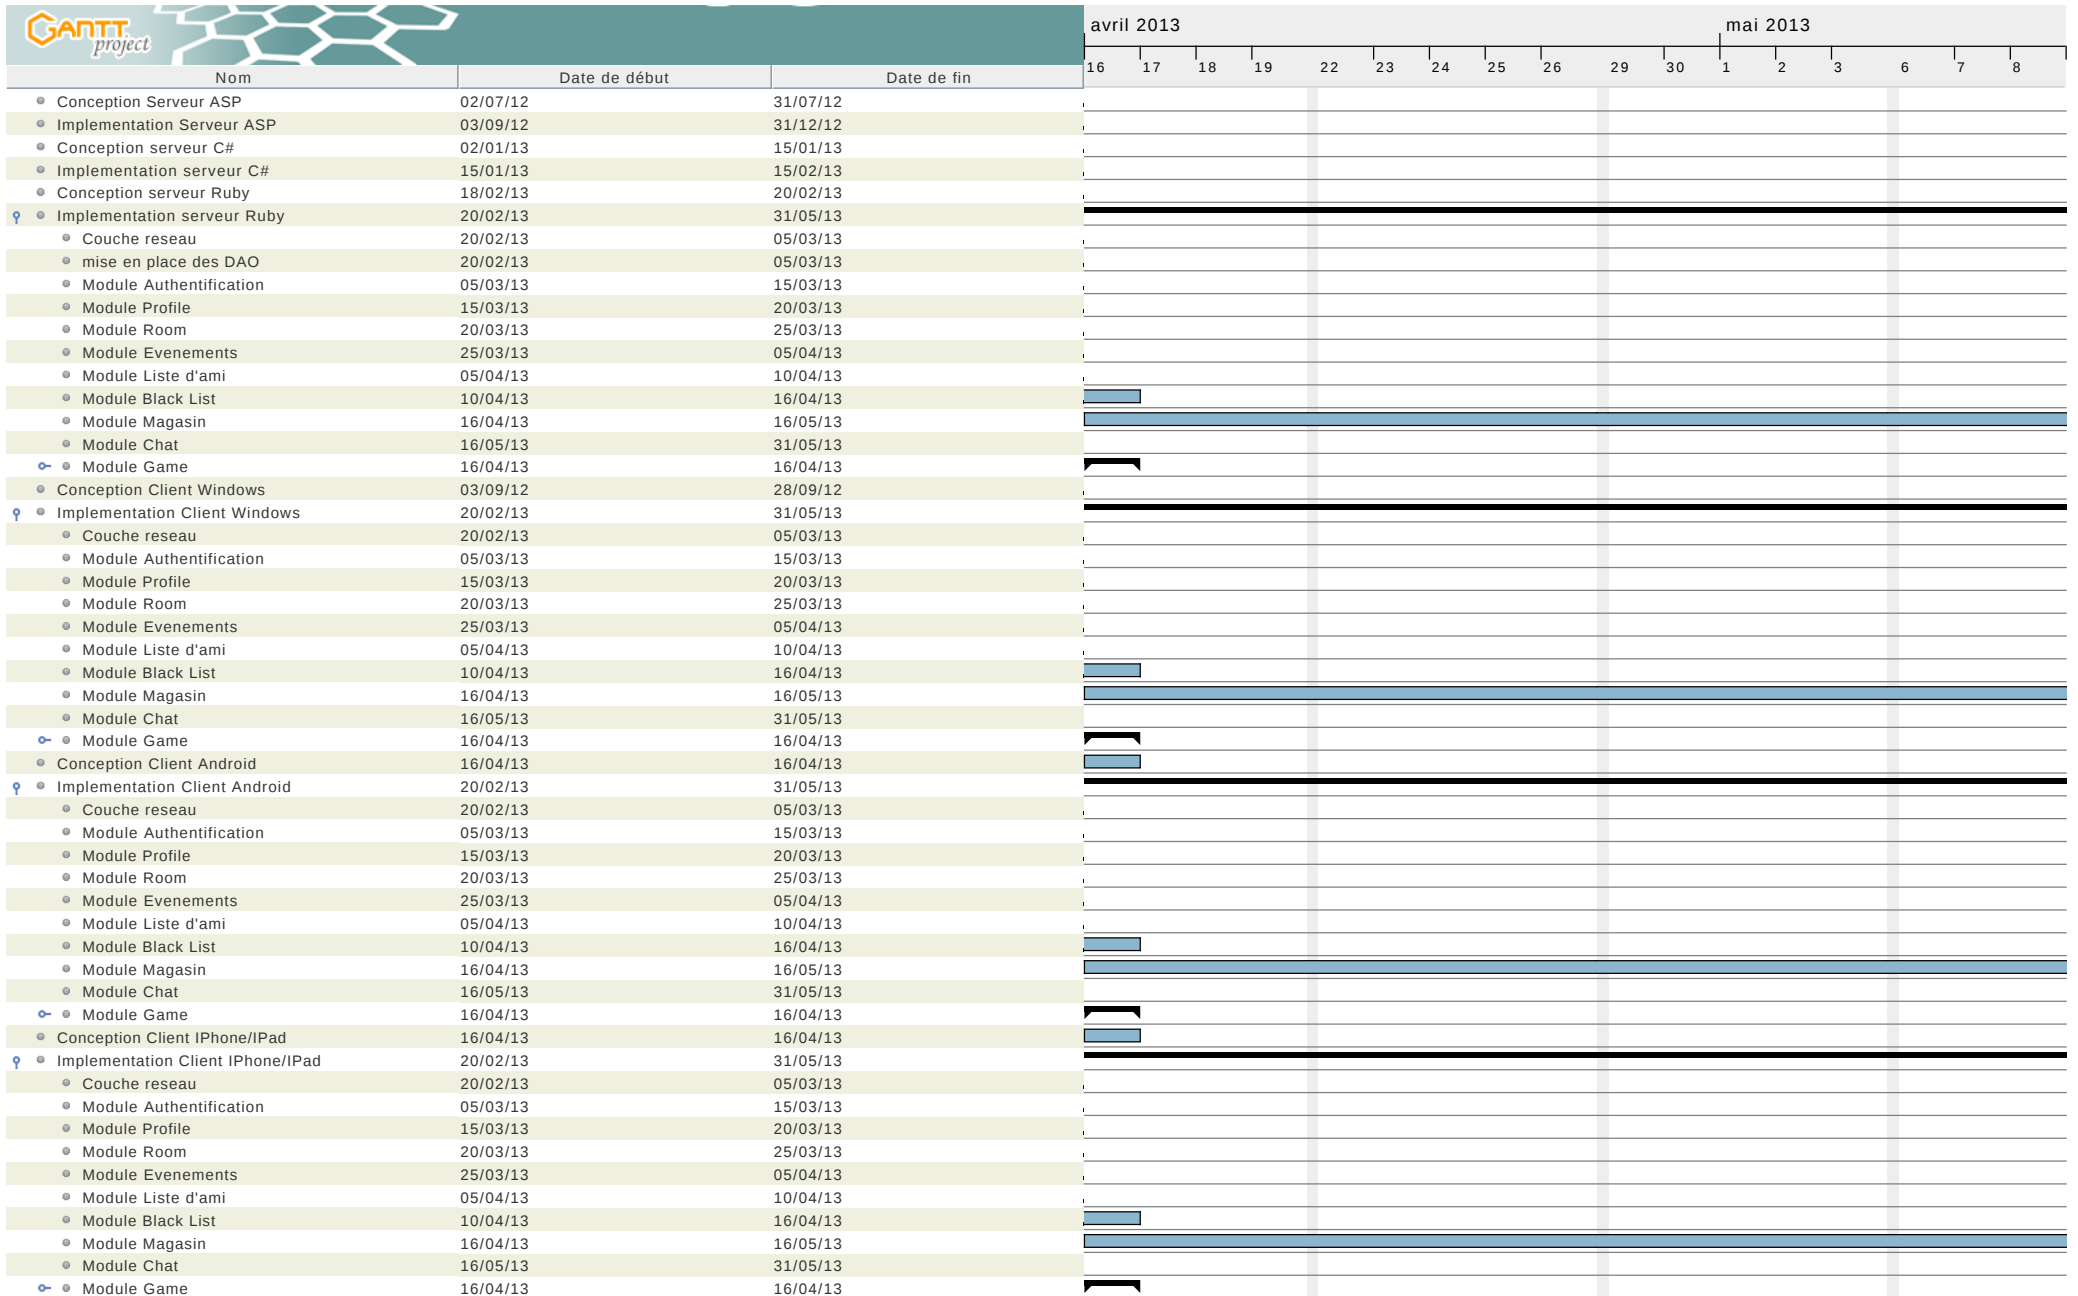 GANTT project
avril 2013 mai 2013
16 17 18 19 22 23 24 25 26 29 30 1 2 3 6 7 8
Nom Date de début Date de fin
Conception Serveur ASP 02/07/12 31/07/12
Implementation Serveur ASP 03/09/12 31/12/12
Conception serveur C# 02/01/13 15/01/13
Implementation serveur C# 15/01/13 15/02/13
Conception serveur Ruby 18/02/13 20/02/13
Implementation serveur Ruby 20/02/13 31/05/13
Couche reseau 20/02/13 05/03/13
mise en place des DAO 20/02/13 05/03/13
Module Authentification 05/03/13 15/03/13
Module Profile 15/03/13 20/03/13
Module Room 20/03/13 25/03/13
Module Evenements 25/03/13 05/04/13
Module Liste d'ami 05/04/13 10/04/13
Module Black List 10/04/13 16/04/13
Module Magasin 16/04/13 16/05/13
Module Chat 16/05/13 31/05/13
Module Game 16/04/13 16/04/13
Conception Client Windows 03/09/12 28/09/12
Implementation Client Windows 20/02/13 31/05/13
Couche reseau 20/02/13 05/03/13
Module Authentification 05/03/13 15/03/13
Module Profile 15/03/13 20/03/13
Module Room 20/03/13 25/03/13
Module Evenements 25/03/13 05/04/13
Module Liste d'ami 05/04/13 10/04/13
Module Black List 10/04/13 16/04/13
Module Magasin 16/04/13 16/05/13
Module Chat 16/05/13 31/05/13
Module Game 16/04/13 16/04/13
Conception Client Android 16/04/13 16/04/13
Implementation Client Android 20/02/13 31/05/13
Couche reseau 20/02/13 05/03/13
Module Authentification 05/03/13 15/03/13
Module Profile 15/03/13 20/03/13
Module Room 20/03/13 25/03/13
Module Evenements 25/03/13 05/04/13
Module Liste d'ami 05/04/13 10/04/13
Module Black List 10/04/13 16/04/13
Module Magasin 16/04/13 16/05/13
Module Chat 16/05/13 31/05/13
Module Game 16/04/13 16/04/13
Conception Client IPhone/IPad 16/04/13 16/04/13
Implementation Client IPhone/IPad 20/02/13 31/05/13
Couche reseau 20/02/13 05/03/13
Module Authentification 05/03/13 15/03/13
Module Profile 15/03/13 20/03/13
Module Room 20/03/13 25/03/13
Module Evenements 25/03/13 05/04/13
Module Liste d'ami 05/04/13 10/04/13
Module Black List 10/04/13 16/04/13
Module Magasin 16/04/13 16/05/13
Module Chat 16/05/13 31/05/13
Module Game 16/04/13 16/04/13